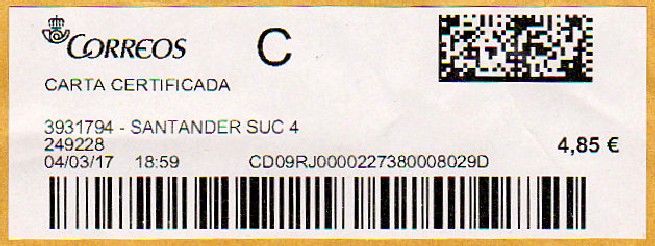 CORREOS
C
CARTA CERTIFICADA
3931794 - SANTANDER SUC 4
249228
4,85 €
04/03/17 18:59 CD09RJ0000227380008029D